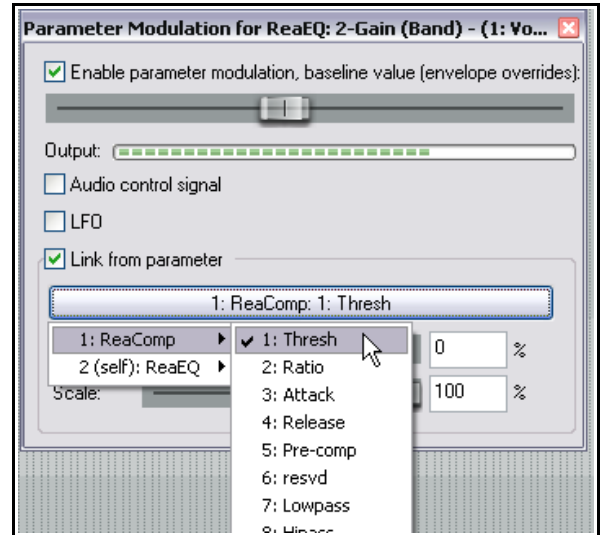 Parameter Modulation for ReaEQ: 2-Gain (Band) - (1: Vo...
Enable parameter modulation, baseline value (envelope overrides):
Output:
Audio control signal
LFO
Link from parameter
1: ReaComp: 1: Thresh
1: ReaComp
2 (self): ReaEQ
1: Thresh
2: Ratio
3: Attack
4: Release
5: Pre-comp
6: resvd
7: Lowpass
8: Hipass
0 %
Scale:
100 %